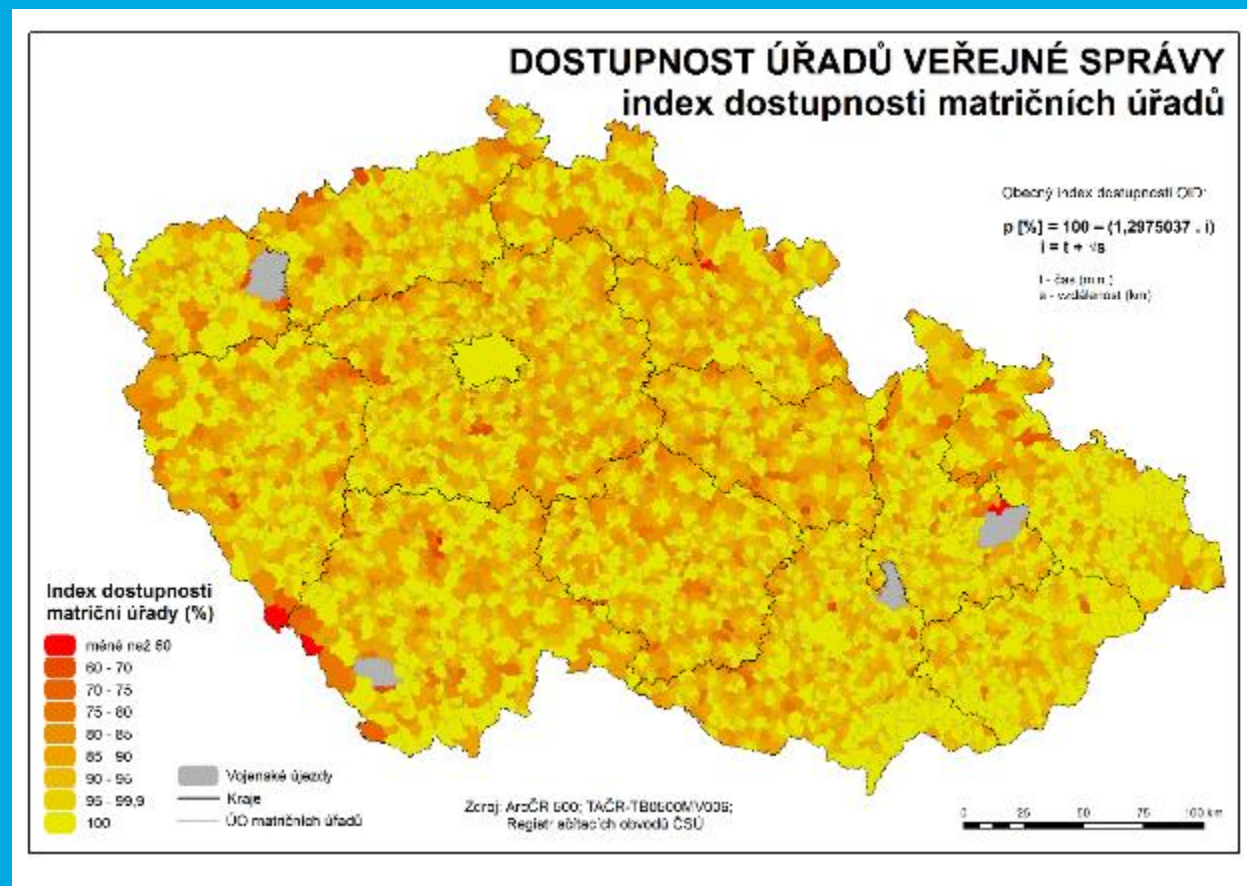 DOSTUPNOST ÚŘADŮ VEŘEJNÉ SPRÁVY
index dostupnosti matričních úřadů
Obecný index dostupnosti OID:
p [%] = 100 – (1,2975037 . i)
i = t + √s
t - čas (min.)
s - vzdálenost (km)
Index dostupnosti
matriční úřady (%)
méně než 60
60 - 70
70 - 75
75 - 80
80 - 85
85 - 90
90 - 95
95 - 99,9
100
Vojenské újezdy
Kraje
ÚO matričních úřadů
Zdroj: ArcČR 500; TAČR-TB0500MV006;
Registr sčítacích obvodů ČSÚ
0 25 50 75 100 km